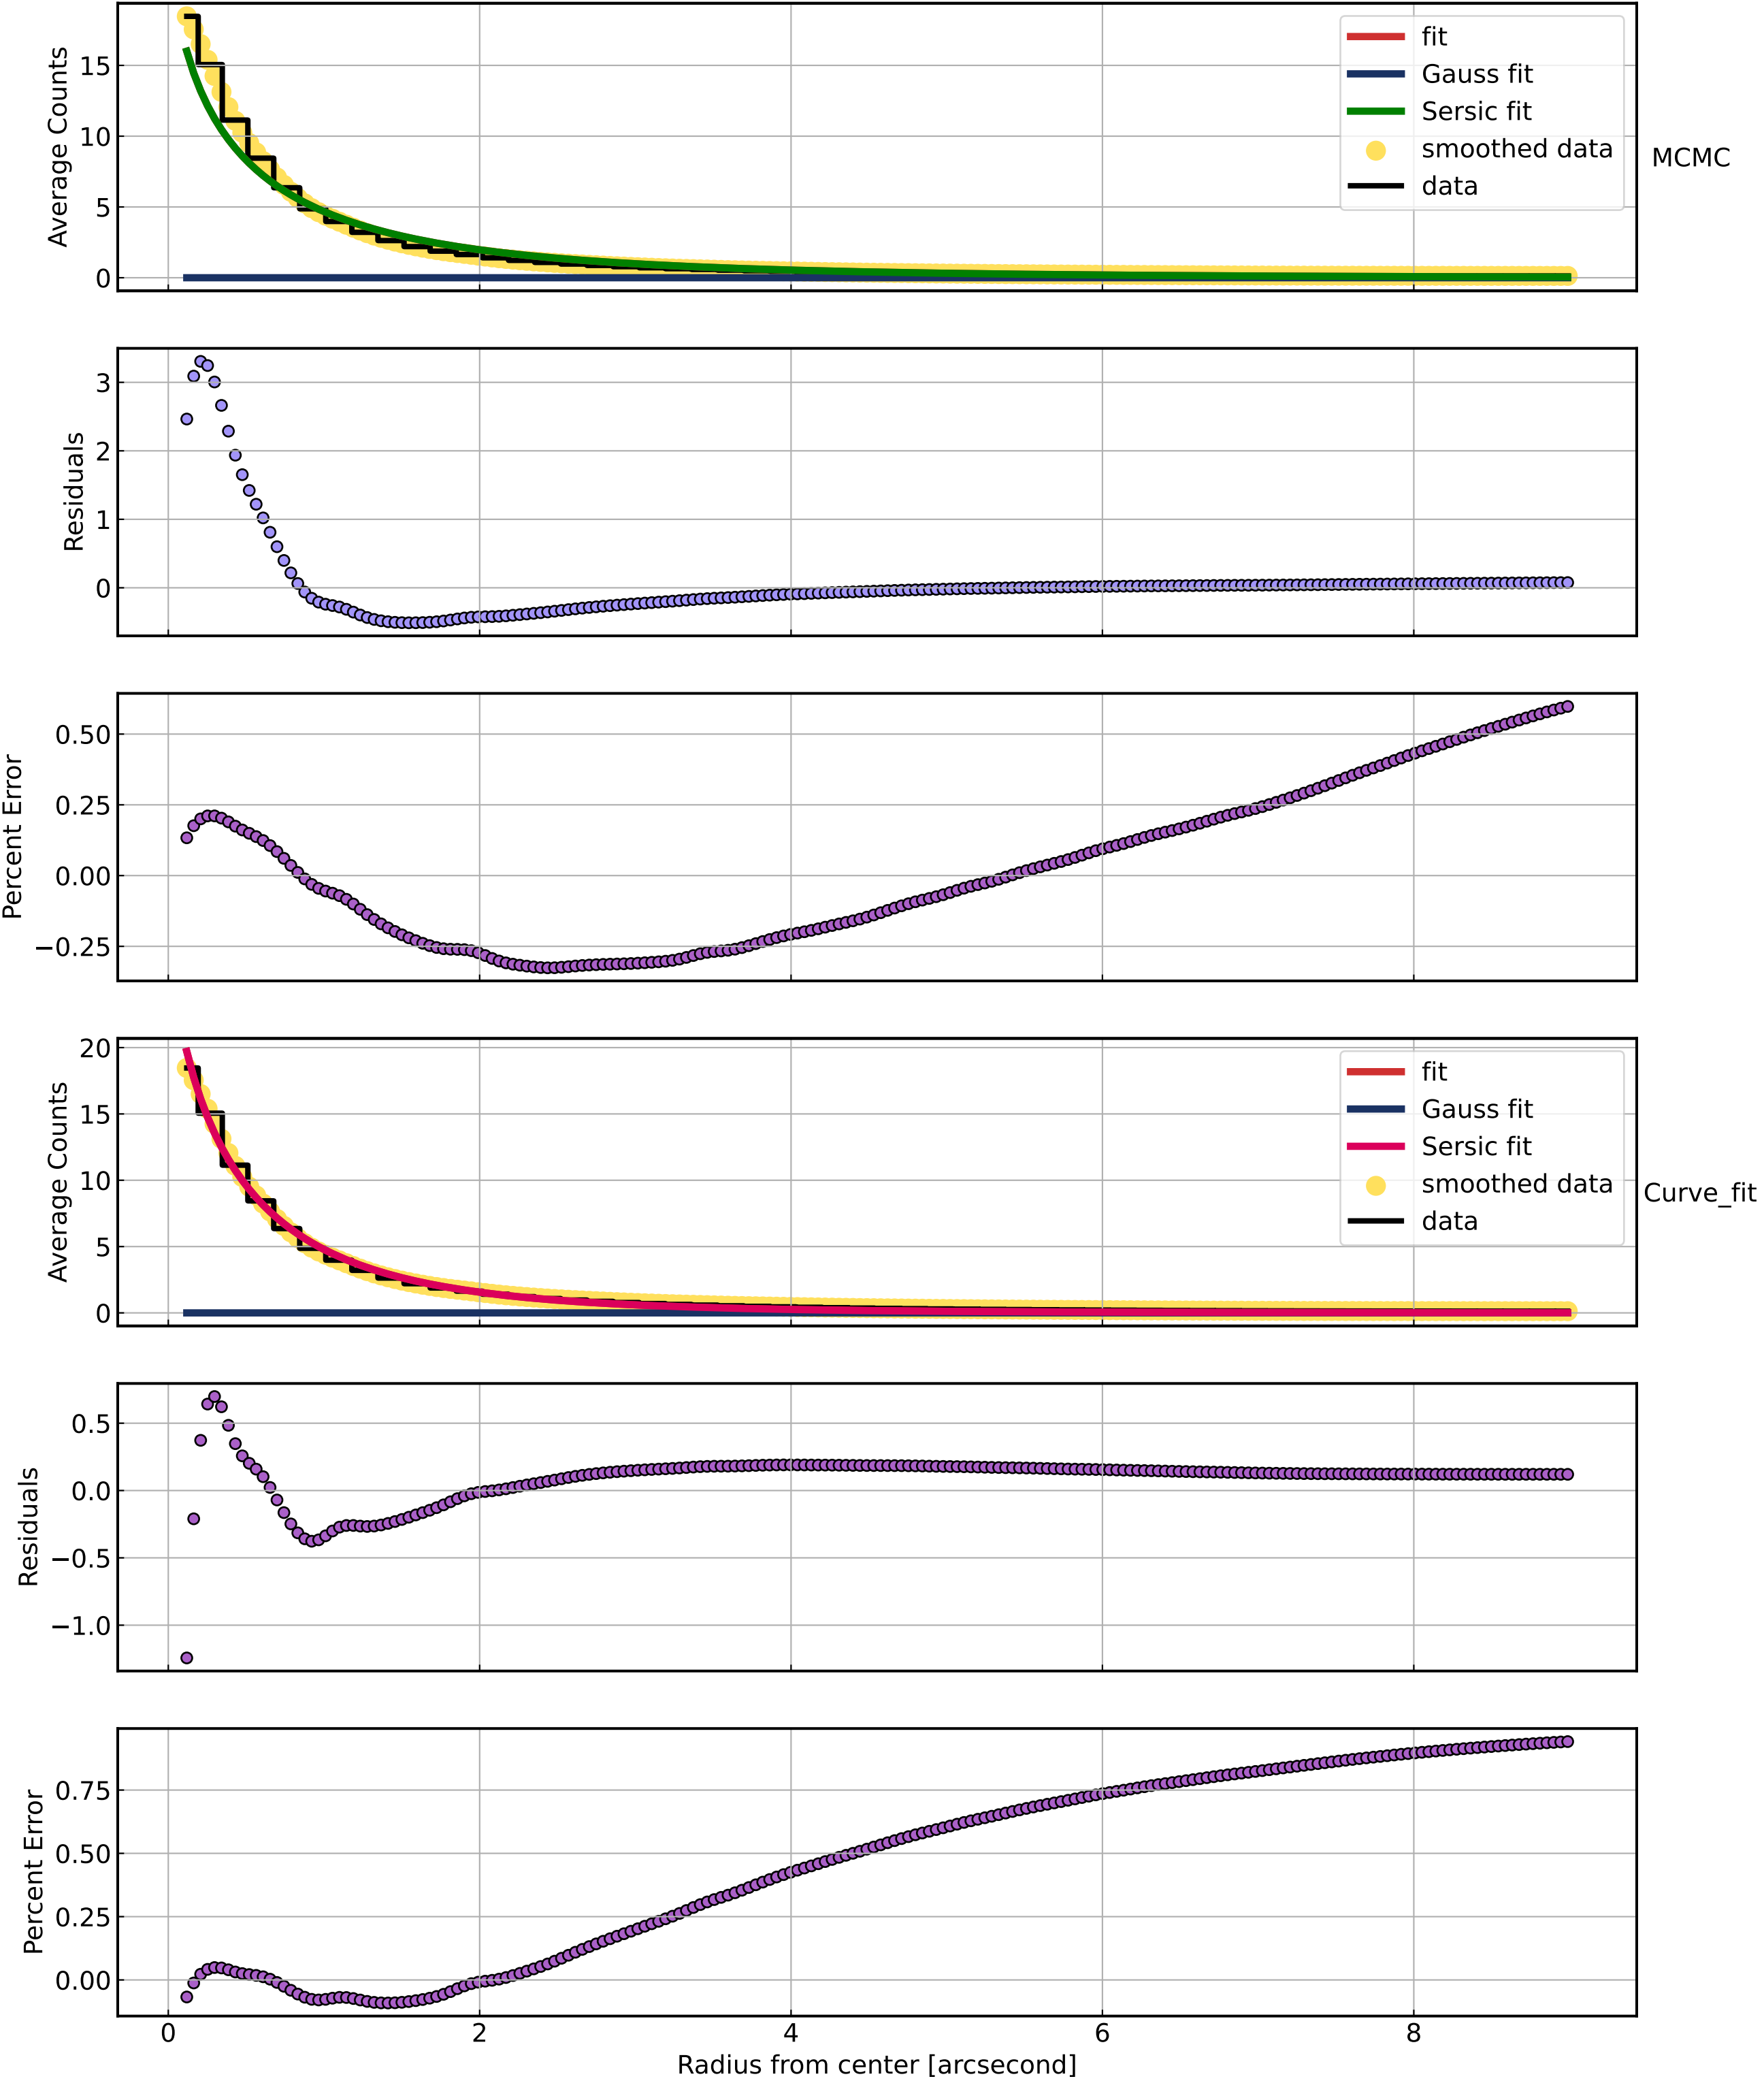 Average Counts
15
10
5
0
fit
Gauss fit
Sersic fit
smoothed data
data
MCMC
Residuals
3
2
1
0
Percent Error
0.50
0.25
0.00
−0.25
Average Counts
20
15
10
5
0
fit
Gauss fit
Sersic fit
smoothed data
data
Curve_fit
Residuals
0.5
0.0
−0.5
−1.0
Percent Error
0.75
0.50
0.25
0.00
0 2 4 6 8
Radius from center [arcsecond]